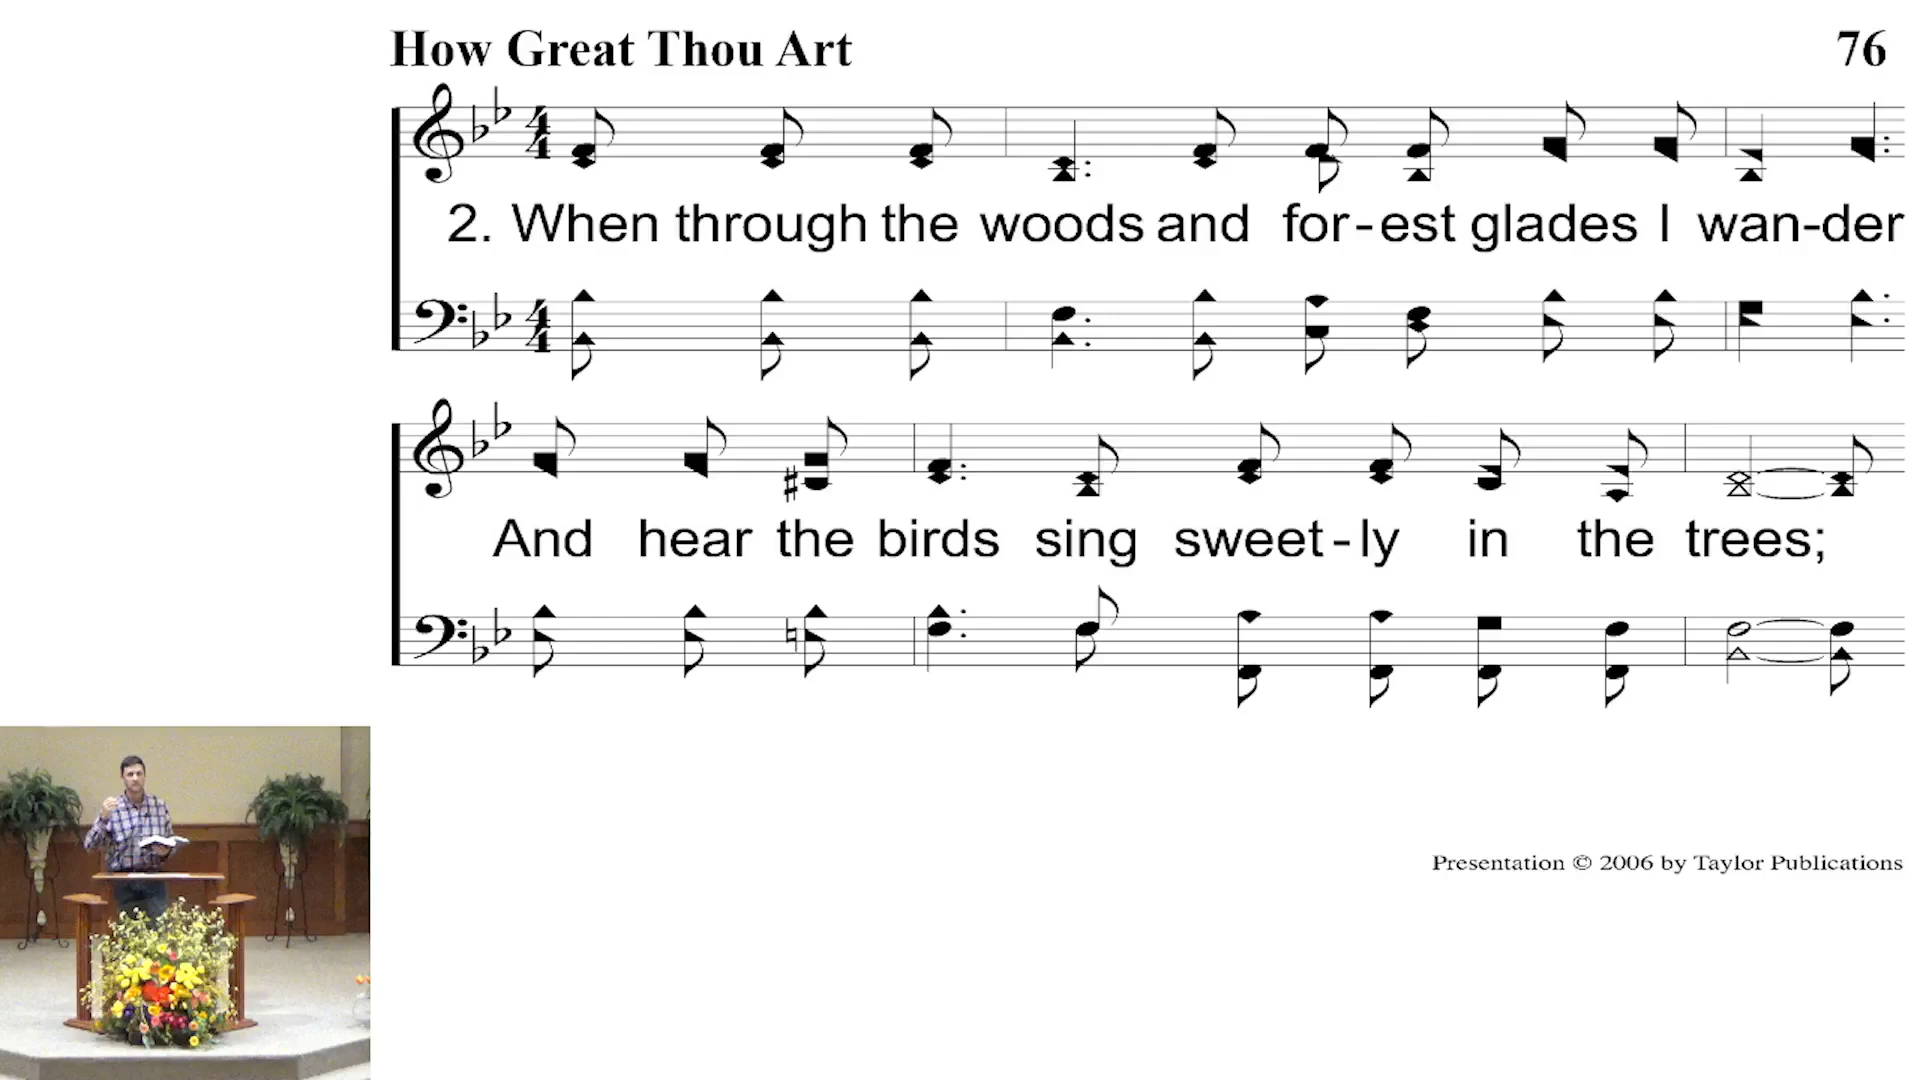 How Great Thou Art 76
2. When through the woods and for-est glades I wan-der
And hear the birds sing sweet-ly in the trees;
Presentation © 2006 by Taylor Publications